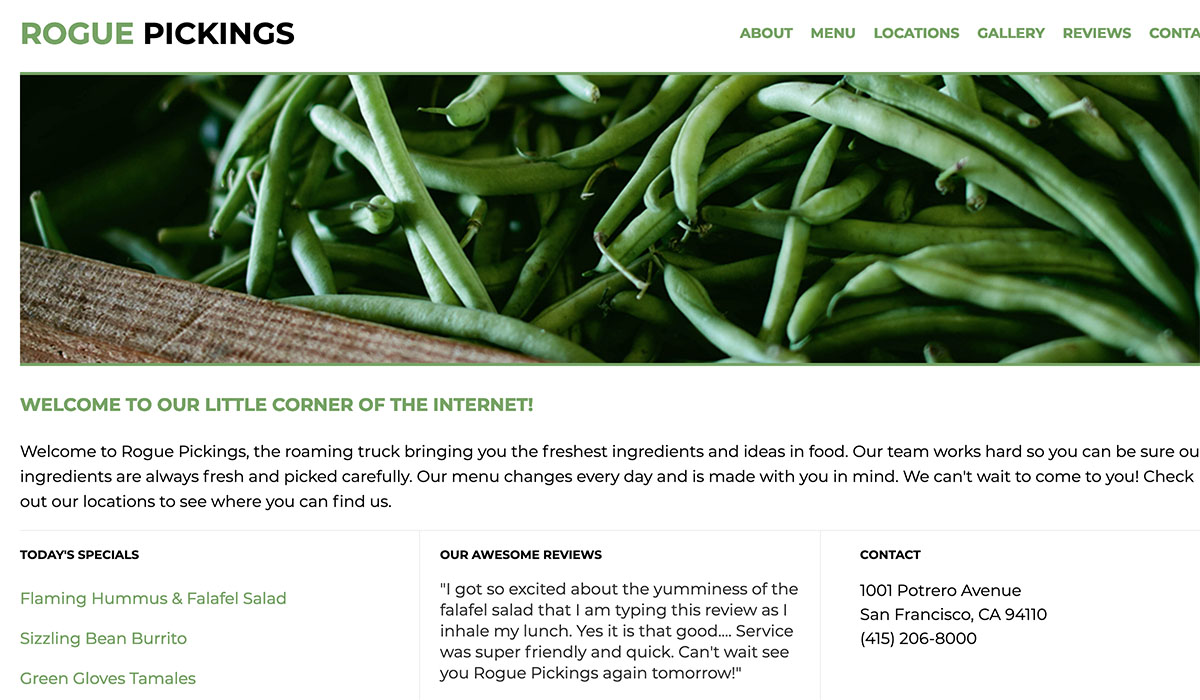 ROGUE PICKINGS
ABOUT MENU LOCATIONS GALLERY REVIEWS CONTA
WELCOME TO OUR LITTLE CORNER OF THE INTERNET!
Welcome to Rogue Pickings, the roaming truck bringing you the freshest ingredients and ideas in food. Our team works hard so you can be sure ou
ingredients are always fresh and picked carefully. Our menu changes every day and is made with you in mind. We can't wait to come to you! Check
out our locations to see where you can find us.
TODAY'S SPECIALS
Flaming Hummus & Falafel Salad
Sizzling Bean Burrito
Green Gloves Tamales
OUR AWESOME REVIEWS
"I got so excited about the yumminess of the
falafel salad that I am typing this review as I
inhale my lunch. Yes it is that good.... Service
was super friendly and quick. Can't wait see
you Rogue Pickings again tomorrow!"
CONTACT
1001 Potrero Avenue
San Francisco, CA 94110
(415) 206-8000